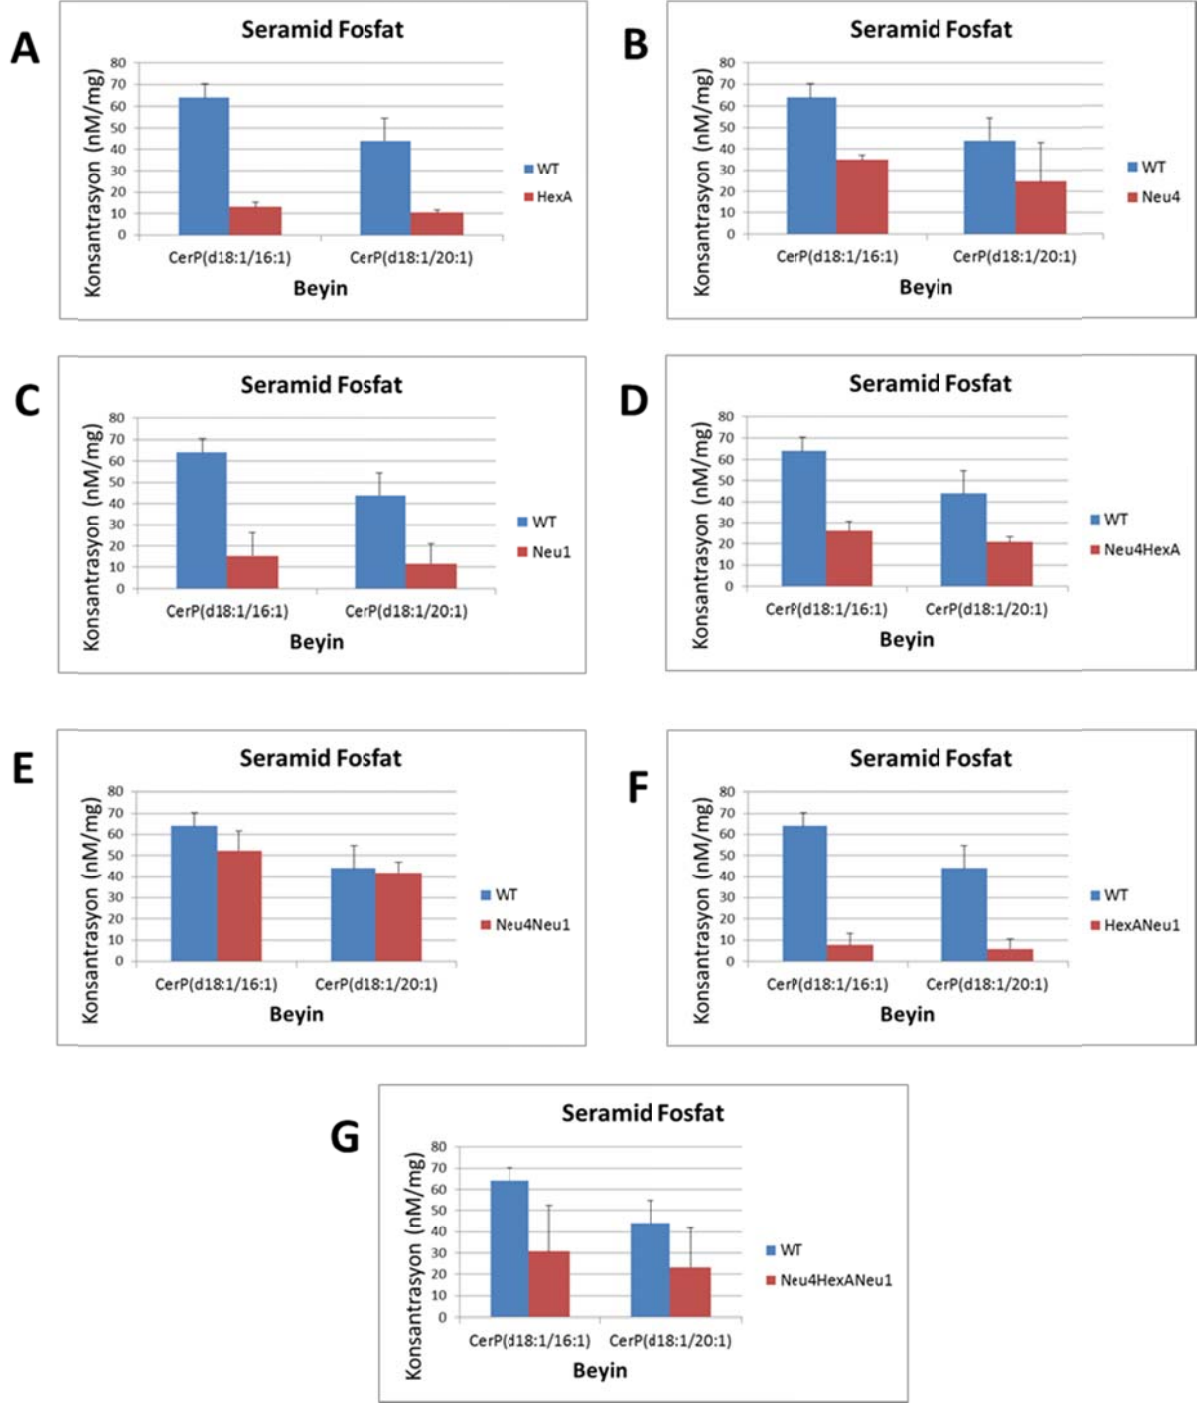 A
Seramid Fosfat
Konsantrasyon (nM/mg)
80
70
60
50
40
30
20
10
0
CerP(d18:1/16:1) CerP(d18:1/20:1)
Beyin
WT
HexA
B
Seramid Fosfat
Konsantrasyon (nM/mg)
80
70
60
50
40
30
20
10
0
CerP(d18:1/16:1) CerP(d18:1/20:1)
Beyin
WT
Neu4
C
Seramid Fosfat
Konsantrasyon (nM/mg)
80
70
60
50
40
30
20
10
0
CerP(d18:1/16:1) CerP(d18:1/20:1)
Beyin
WT
Neu1
D
Seramid Fosfat
Konsantrasyon (nM/mg)
80
70
60
50
40
30
20
10
0
CerP(d18:1/16:1) CerP(d18:1/20:1)
Beyin
WT
Neu4HexA
E
Seramid Fosfat
Konsantrasyon (nM/mg)
80
70
60
50
40
30
20
10
0
CerP(d18:1/16:1) CerP(d18:1/20:1)
Beyin
WT
Neu4Neu1
F
Seramid Fosfat
Konsantrasyon (nM/mg)
80
70
60
50
40
30
20
10
0
CerP(d18:1/16:1) CerP(d18:1/20:1)
Beyin
WT
HexANeu1
G
Seramid Fosfat
Konsantrasyon (nM/mg)
80
70
60
50
40
30
20
10
0
CerP(d18:1/16:1) CerP(d18:1/20:1)
Beyin
WT
Neu4HexANeu1